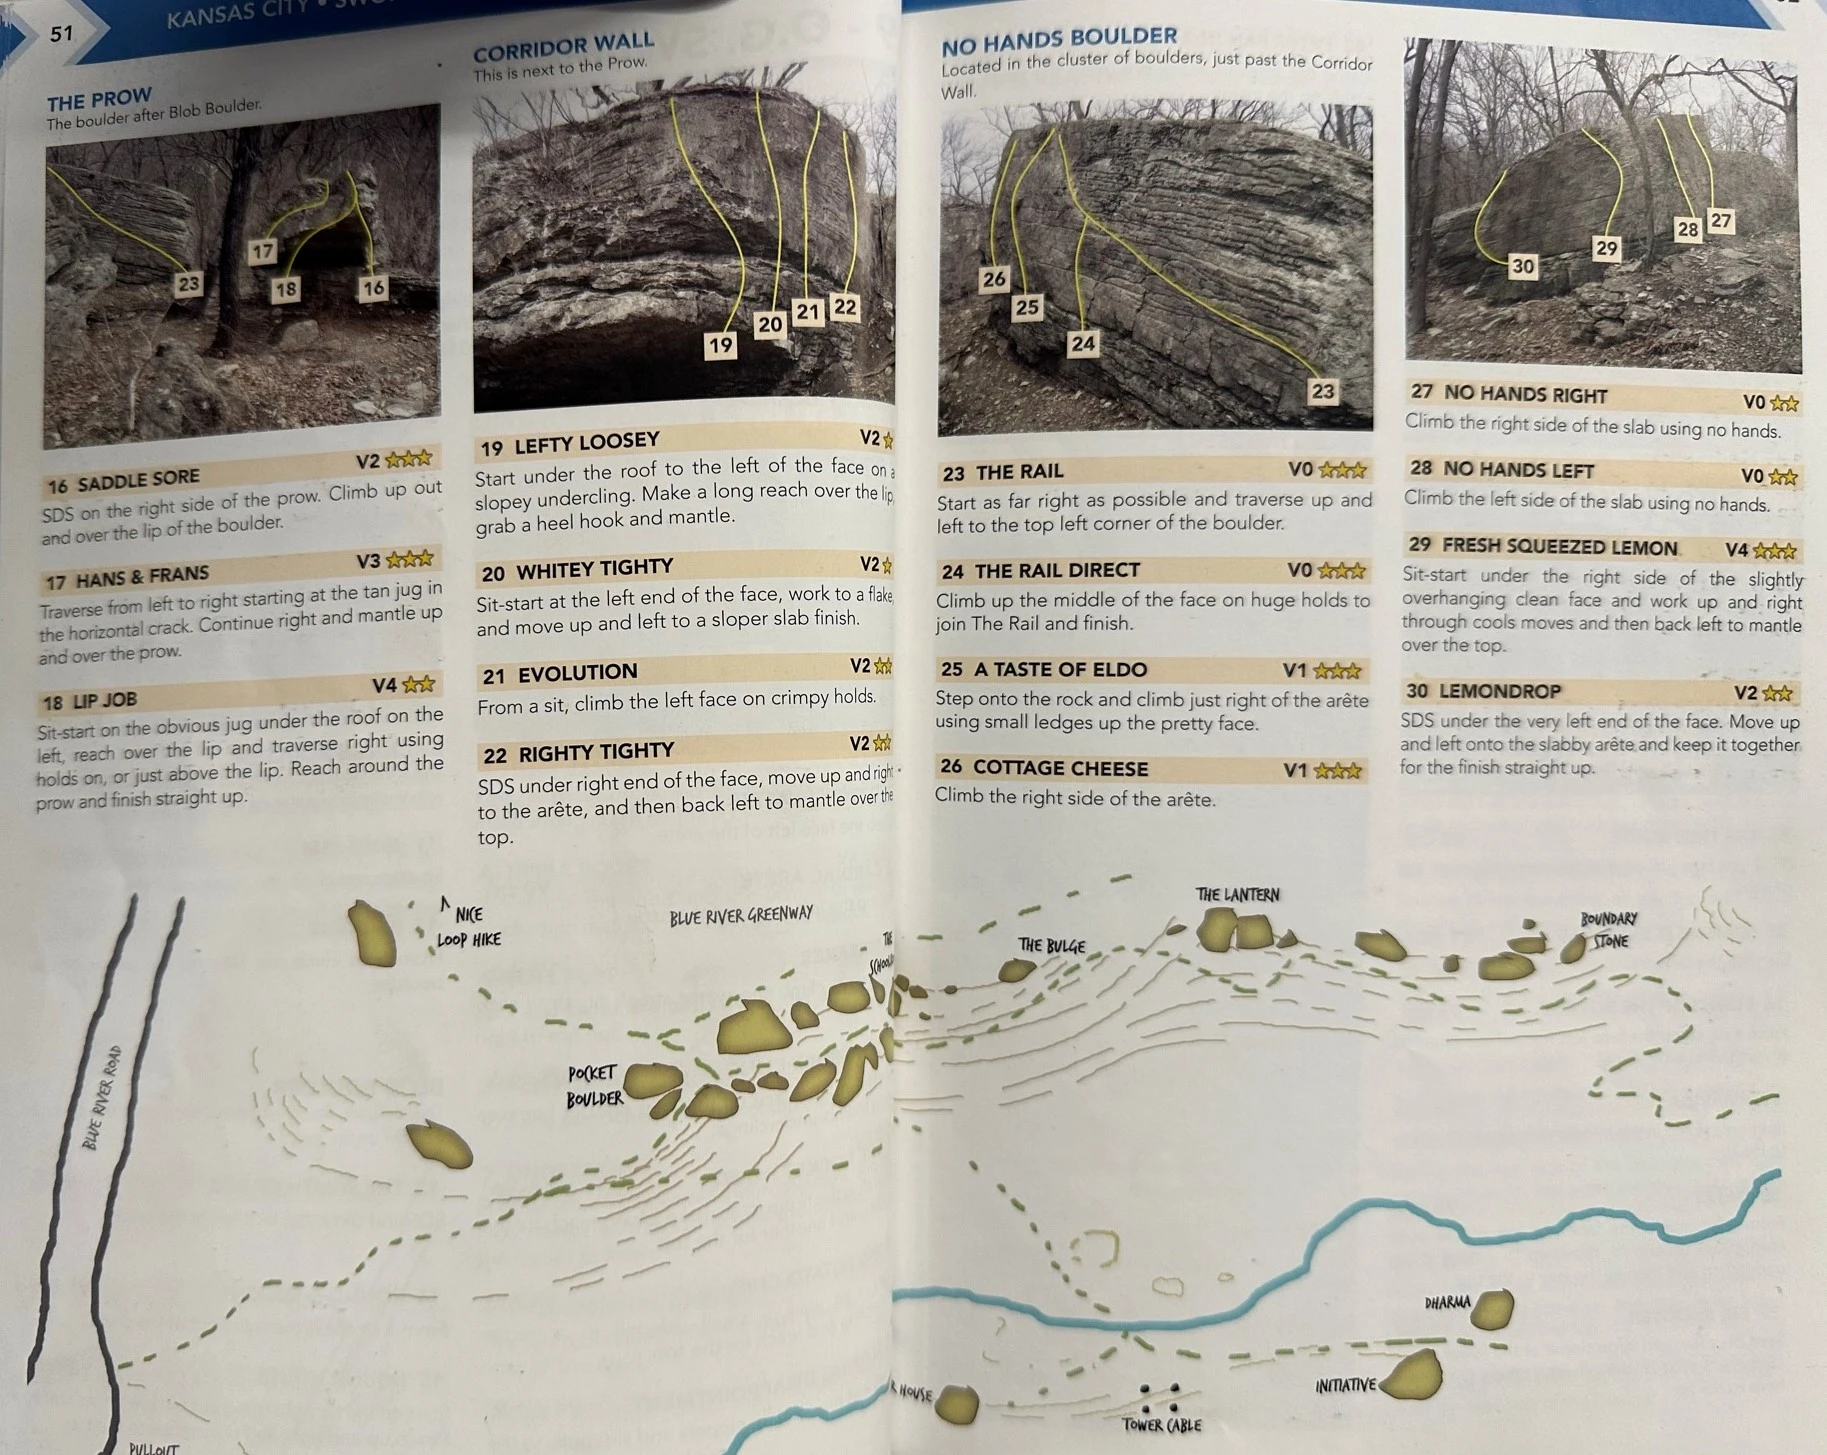 51
KANSAS CITY •
THE PROW
The boulder after Blob Boulder.
23
17
18
16
16 SADDLE SORE V2
SDS on the right side of the prow. Climb up out
and over the lip of the boulder.
17 HANS & FRANS V3
Traverse from left to right starting at the tan jug in
the horizontal crack. Continue right and mantle up
and over the prow.
18 LIP JOB V4
Sit-start on the obvious jug under the roof on the
left, reach over the lip and traverse right using
holds on, or just above the lip. Reach around the
prow and finish straight up.
CORRIDOR WALL
This is next to the Prow.
19
20
21
22
19 LEFTY LOOSEY V2
Start under the roof to the left of the face on a
slopey undercling. Make a long reach over the lip,
grab a heel hook and mantle.
20 WHITEY TIGHTY V2
Sit-start at the left end of the face, work to a flake,
and move up and left to a sloper slab finish.
21 EVOLUTION V2
From a sit, climb the left face on crimpy holds.
22 RIGHTY TIGHTY V2
SDS under right end of the face, move up and right
to the arête, and then back left to mantle over the
top.
NO HANDS BOULDER
Located in the cluster of boulders, just past the Corridor
Wall.
26
25
24
23
23 THE RAIL V0
Start as far right as possible and traverse up and
left to the top left corner of the boulder.
24 THE RAIL DIRECT V0
Climb up the middle of the face on huge holds to
join The Rail and finish.
25 A TASTE OF ELDO V1
Step onto the rock and climb just right of the arête
using small ledges up the pretty face.
26 COTTAGE CHEESE V1
Climb the right side of the arête.
30
29
28
27
27 NO HANDS RIGHT V0
Climb the right side of the slab using no hands.
28 NO HANDS LEFT V0
Climb the left side of the slab using no hands.
29 FRESH SQUEEZED LEMON V4
Sit-start under the right side of the slightly
overhanging clean face and work up and right
through cools moves and then back left to mantle
over the top.
30 LEMONDROP V2
SDS under the very left end of the face. Move up
and left onto the slabby arête and keep it together
for the finish straight up.
NICE
LOOP HIKE
BLUE RIVER GREENWAY
THE
THE BULGE
THE LANTERN
BOUNDARY
STONE
BLUE RIVER ROAD
POCKET
BOULDER
DHARMA
INITIATIVE
HOUSE
TOWER CABLE
PULLOUT